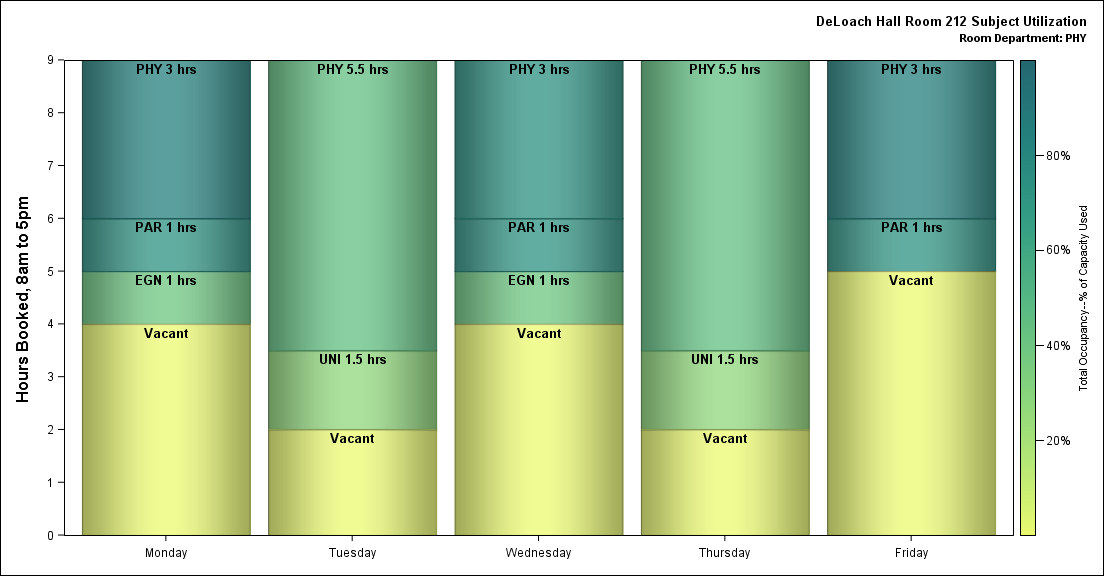 DeLoach Hall Room 212 Subject Utilization
Room Department: PHY
Hours Booked, 8am to 5pm
9
8
7
6
5
4
3
2
1
0
PHY 3 hrs
PAR 1 hrs
EGN 1 hrs
Vacant
PHY 5.5 hrs
UNI 1.5 hrs
Vacant
PHY 3 hrs
PAR 1 hrs
EGN 1 hrs
Vacant
PHY 5.5 hrs
UNI 1.5 hrs
Vacant
PHY 3 hrs
PAR 1 hrs
Vacant
Monday
Tuesday
Wednesday
Thursday
Friday
80%
60%
40%
20%
Total Occupancy--% of Capacity Used